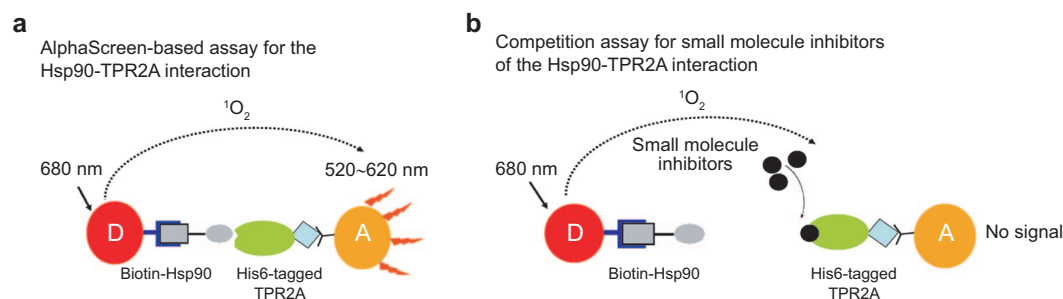 a
AlphaScreen-based assay for the
Hsp90-TPR2A interaction
¹O₂
680 nm
520~620 nm
D
A
Biotin-Hsp90
His6-tagged
TPR2A
b
Competition assay for small molecule inhibitors
of the Hsp90-TPR2A interaction
¹O₂
Small molecule
inhibitors
680 nm
D
A
No signal
Biotin-Hsp90
His6-tagged
TPR2A